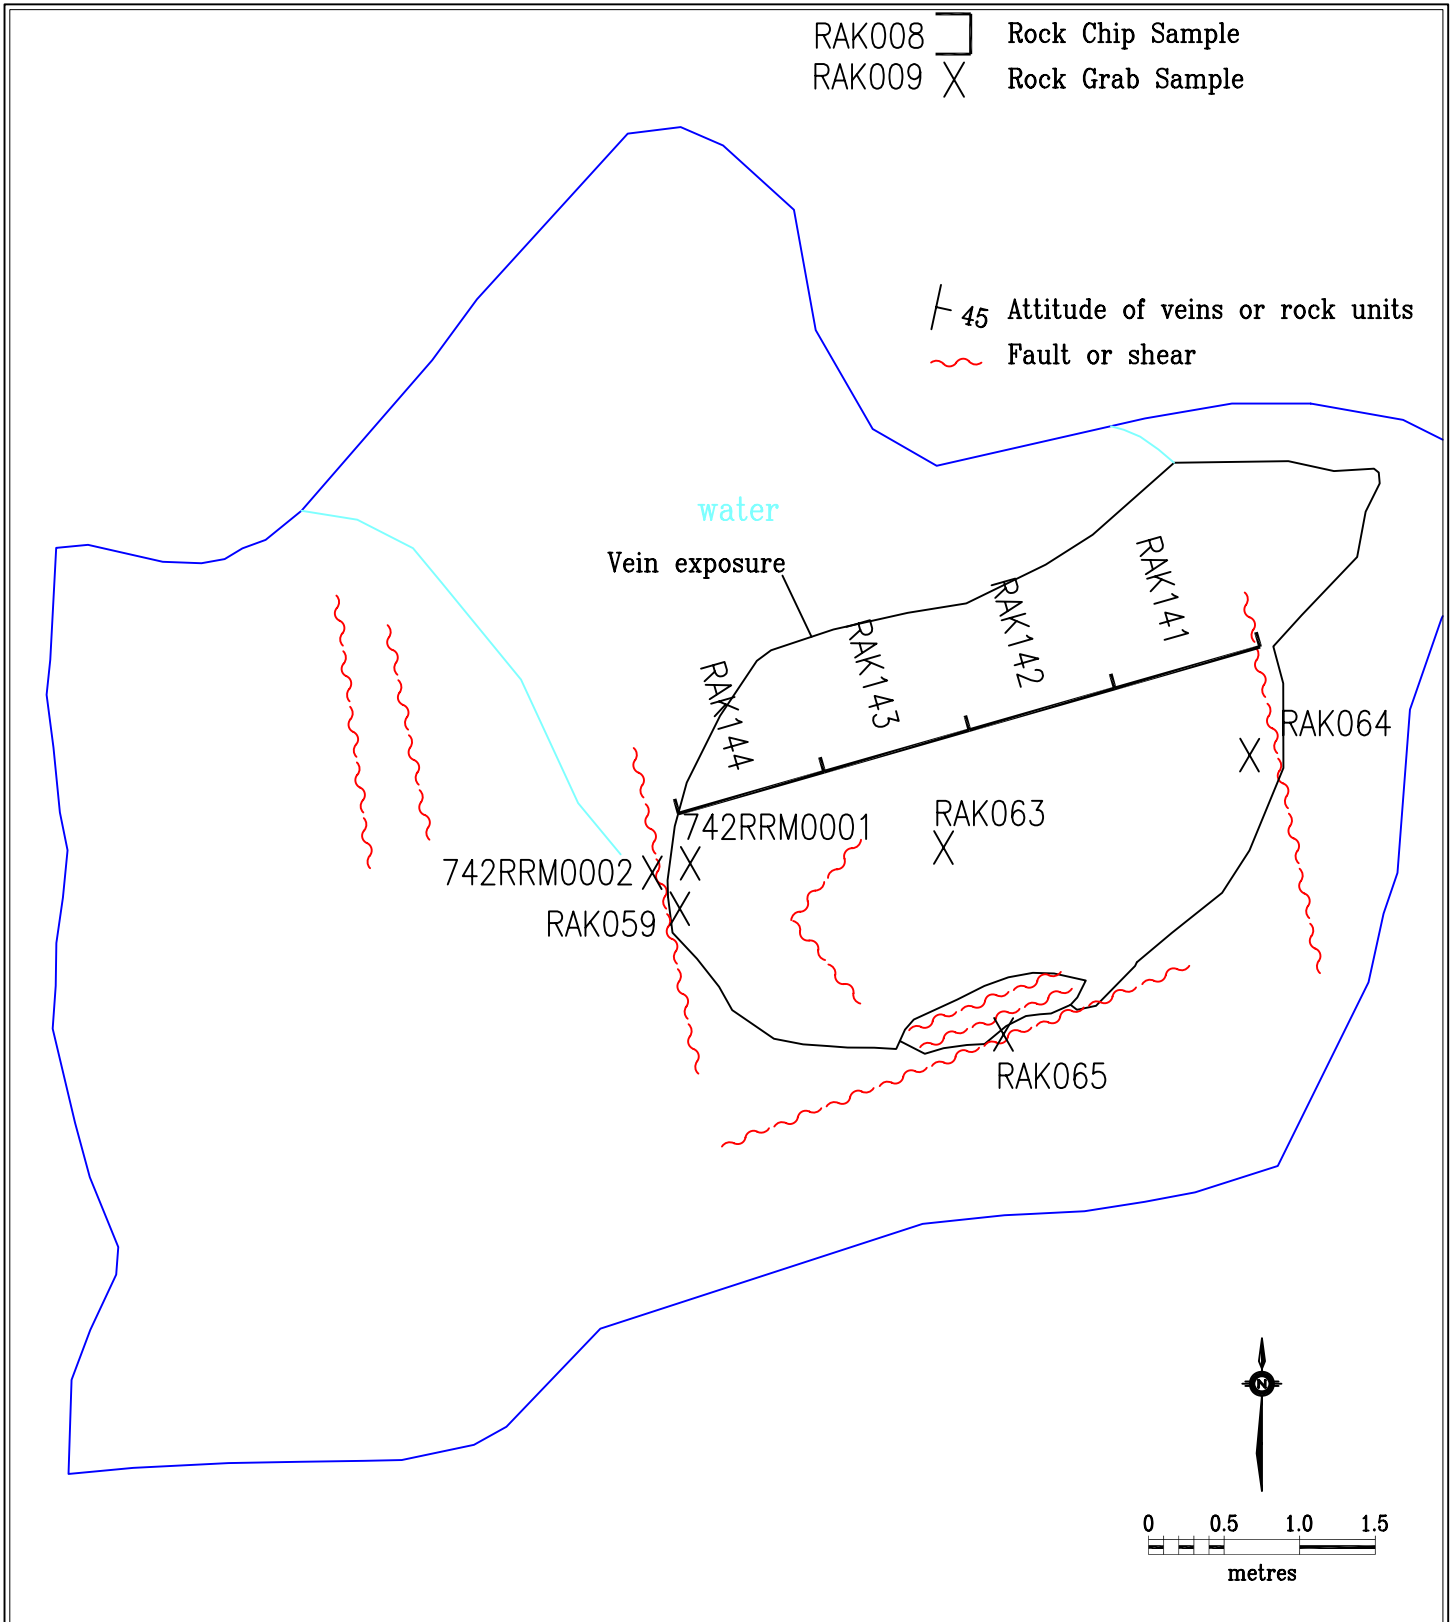 RAK008 Rock Chip Sample
RAK009 Rock Grab Sample
45 Attitude of veins or rock units
Fault or shear
water
Vein exposure
RAK141
RAK142
RAK143
RAK144
RAK064
742RRM0001
RAK063
742RRM0002
RAK059
RAK065
N
0 0.5 1.0 1.5
metres